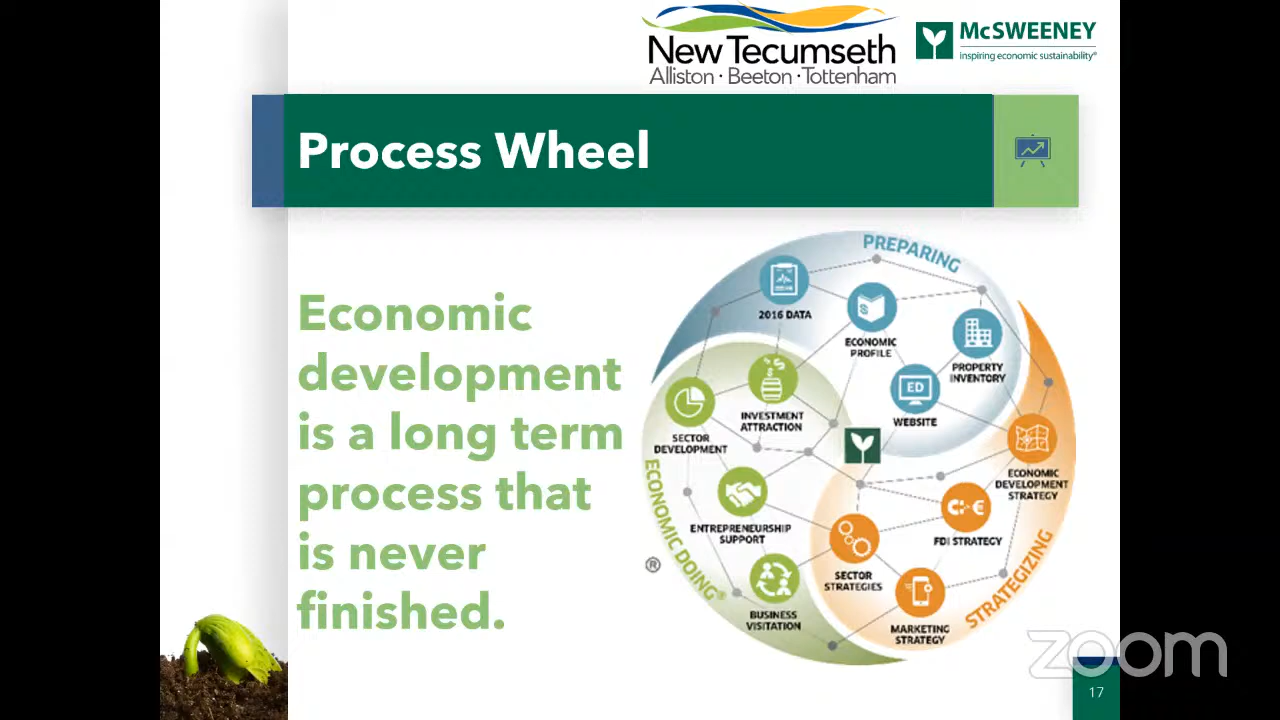 New Tecumseth
Alliston · Beeton · Tottenham
McSWEENEY
inspiring economic sustainability®
Process Wheel
Economic
development
is a long term
process that
is never
finished.
PREPARING
2016 DATA
ECONOMIC
PROFILE
PROPERTY
INVENTORY
ED
WEBSITE
INVESTMENT
ATTRACTION
SECTOR
DEVELOPMENT
ENTREPRENEURSHIP
SUPPORT
BUSINESS
VISITATION
ECONOMIC DOING®
®
ECONOMIC
DEVELOPMENT
STRATEGY
FDI STRATEGY
SECTOR
STRATEGIES
MARKETING
STRATEGY
STRATEGIZING
zoom
17